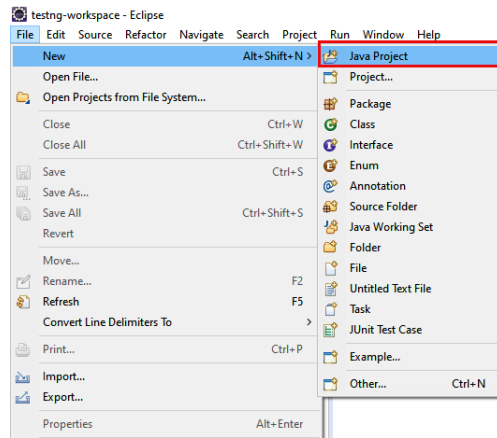 testng-workspace - Eclipse
File Edit Source Refactor Navigate Search Project Run Window Help
New Alt+Shift+N >
Open File...
Open Projects from File System...
Close Ctrl+W
Close All Ctrl+Shift+W
Save Ctrl+S
Save As...
Save All Ctrl+Shift+S
Revert
Move...
Rename... F2
Refresh F5
Convert Line Delimiters To >
Print... Ctrl+P
Import...
Export...
Properties Alt+Enter
Java Project
Project...
Package
Class
Interface
Enum
Annotation
Source Folder
Java Working Set
Folder
File
Untitled Text File
Task
JUnit Test Case
Example...
Other... Ctrl+N